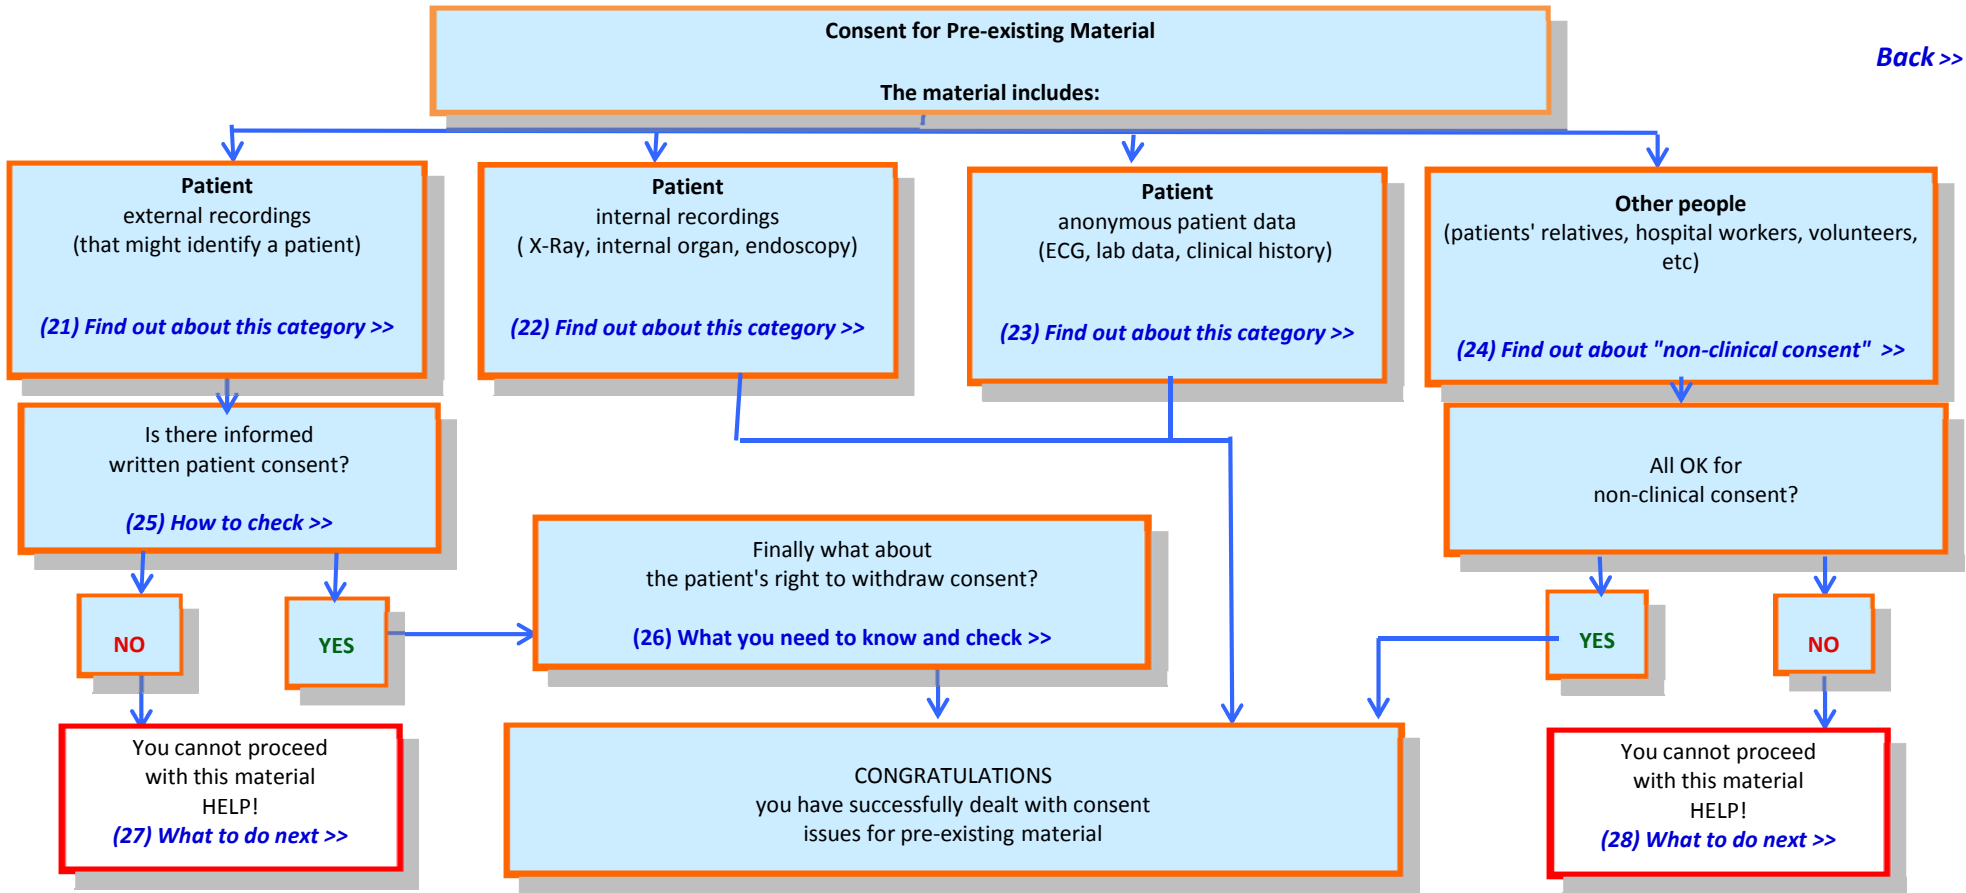 Consent for Pre-existing Material
The material includes:
Back >>
Patient
external recordings
(that might identify a patient)
(21) Find out about this category >>
Patient
internal recordings
( X-Ray, internal organ, endoscopy)
(22) Find out about this category >>
Patient
anonymous patient data
(ECG, lab data, clinical history)
(23) Find out about this category >>
Other people
(patients' relatives, hospital workers, volunteers,
etc)
(24) Find out about "non-clinical consent" >>
Is there informed
written patient consent?
(25) How to check >>
Finally what about
the patient's right to withdraw consent?
(26) What you need to know and check >>
All OK for
non-clinical consent?
NO
YES
YES
NO
You cannot proceed
with this material
HELP!
(27) What to do next >>
CONGRATULATIONS
you have successfully dealt with consent
issues for pre-existing material
You cannot proceed
with this material
HELP!
(28) What to do next >>